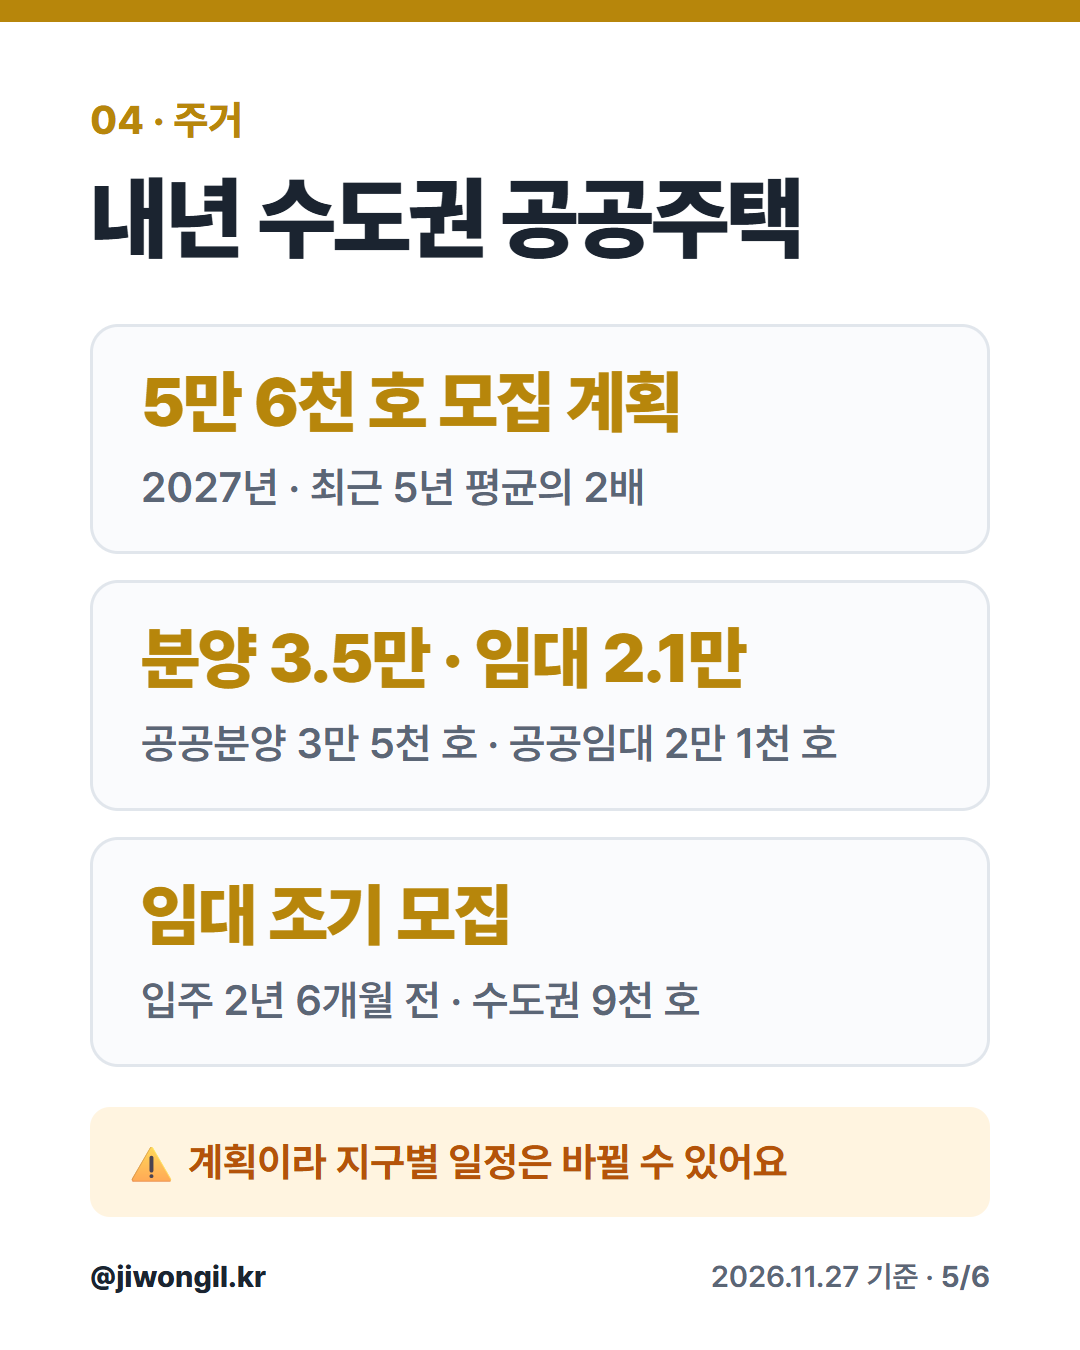 04 · 주거
내년 수도권 공공주택
5만 6천 호 모집 계획
2027년 · 최근 5년 평균의 2배
분양 3.5만 · 임대 2.1만
공공분양 3만 5천 호 · 공공임대 2만 1천 호
임대 조기 모집
입주 2년 6개월 전 · 수도권 9천 호
⚠️ 계획이라 지구별 일정은 바뀔 수 있어요
@jiwongil.kr
2026.11.27 기준 · 5/6